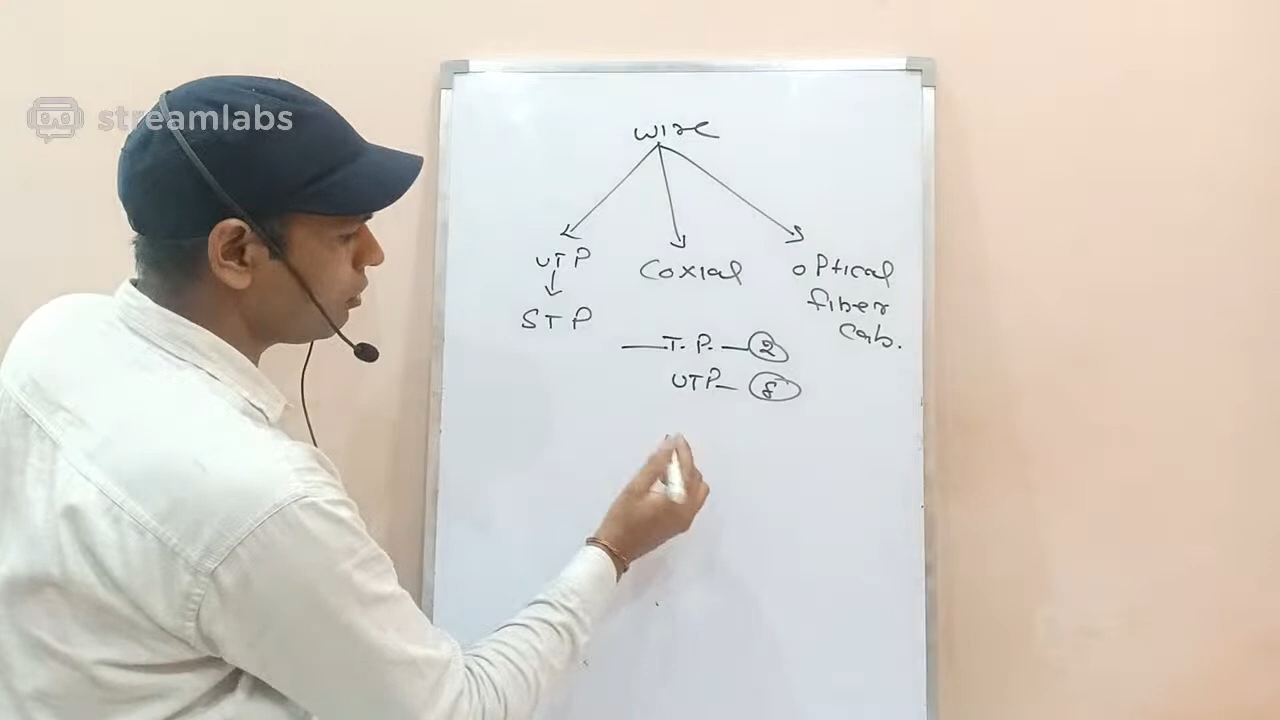 streamlabs
wire
UTP
Coxial
optical
fiber
Cab.
STP
T.P. — 2
UTP — 8